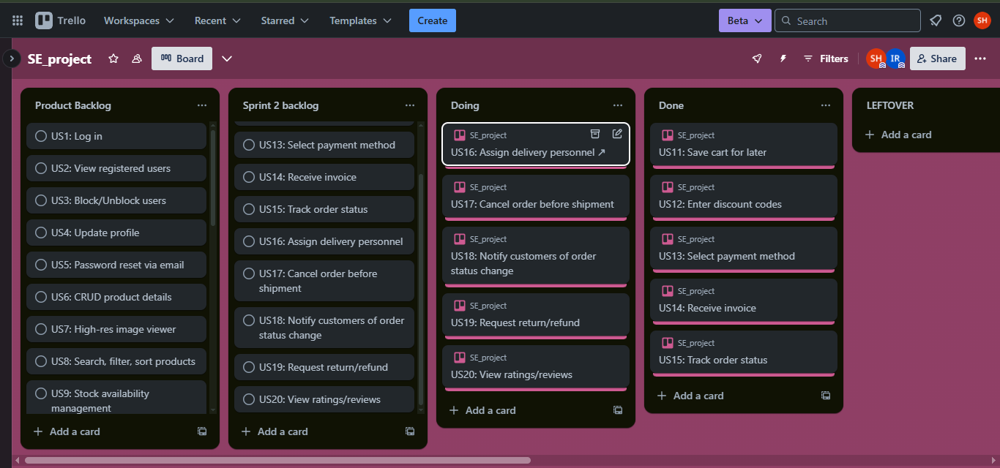 Trello
Workspaces
Recent
Starred
Templates
Create
Beta
Search
SH
SE_project
Board
Filters
SH
IR
Share
Product Backlog
US1: Log in
US2: View registered users
US3: Block/Unblock users
US4: Update profile
US5: Password reset via email
US6: CRUD product details
US7: High-res image viewer
US8: Search, filter, sort products
US9: Stock availability
management
Add a card
Sprint 2 backlog
US13: Select payment method
US14: Receive invoice
US15: Track order status
US16: Assign delivery personnel
US17: Cancel order before
shipment
US18: Notify customers of order
status change
US19: Request return/refund
US20: View ratings/reviews
Add a card
Doing
SE_project
US16: Assign delivery personnel ↗
SE_project
US17: Cancel order before shipment
SE_project
US18: Notify customers of order
status change
SE_project
US19: Request return/refund
SE_project
US20: View ratings/reviews
Add a card
Done
SE_project
US11: Save cart for later
SE_project
US12: Enter discount codes
SE_project
US13: Select payment method
SE_project
US14: Receive invoice
SE_project
US15: Track order status
Add a card
LEFTOVER
Add a card